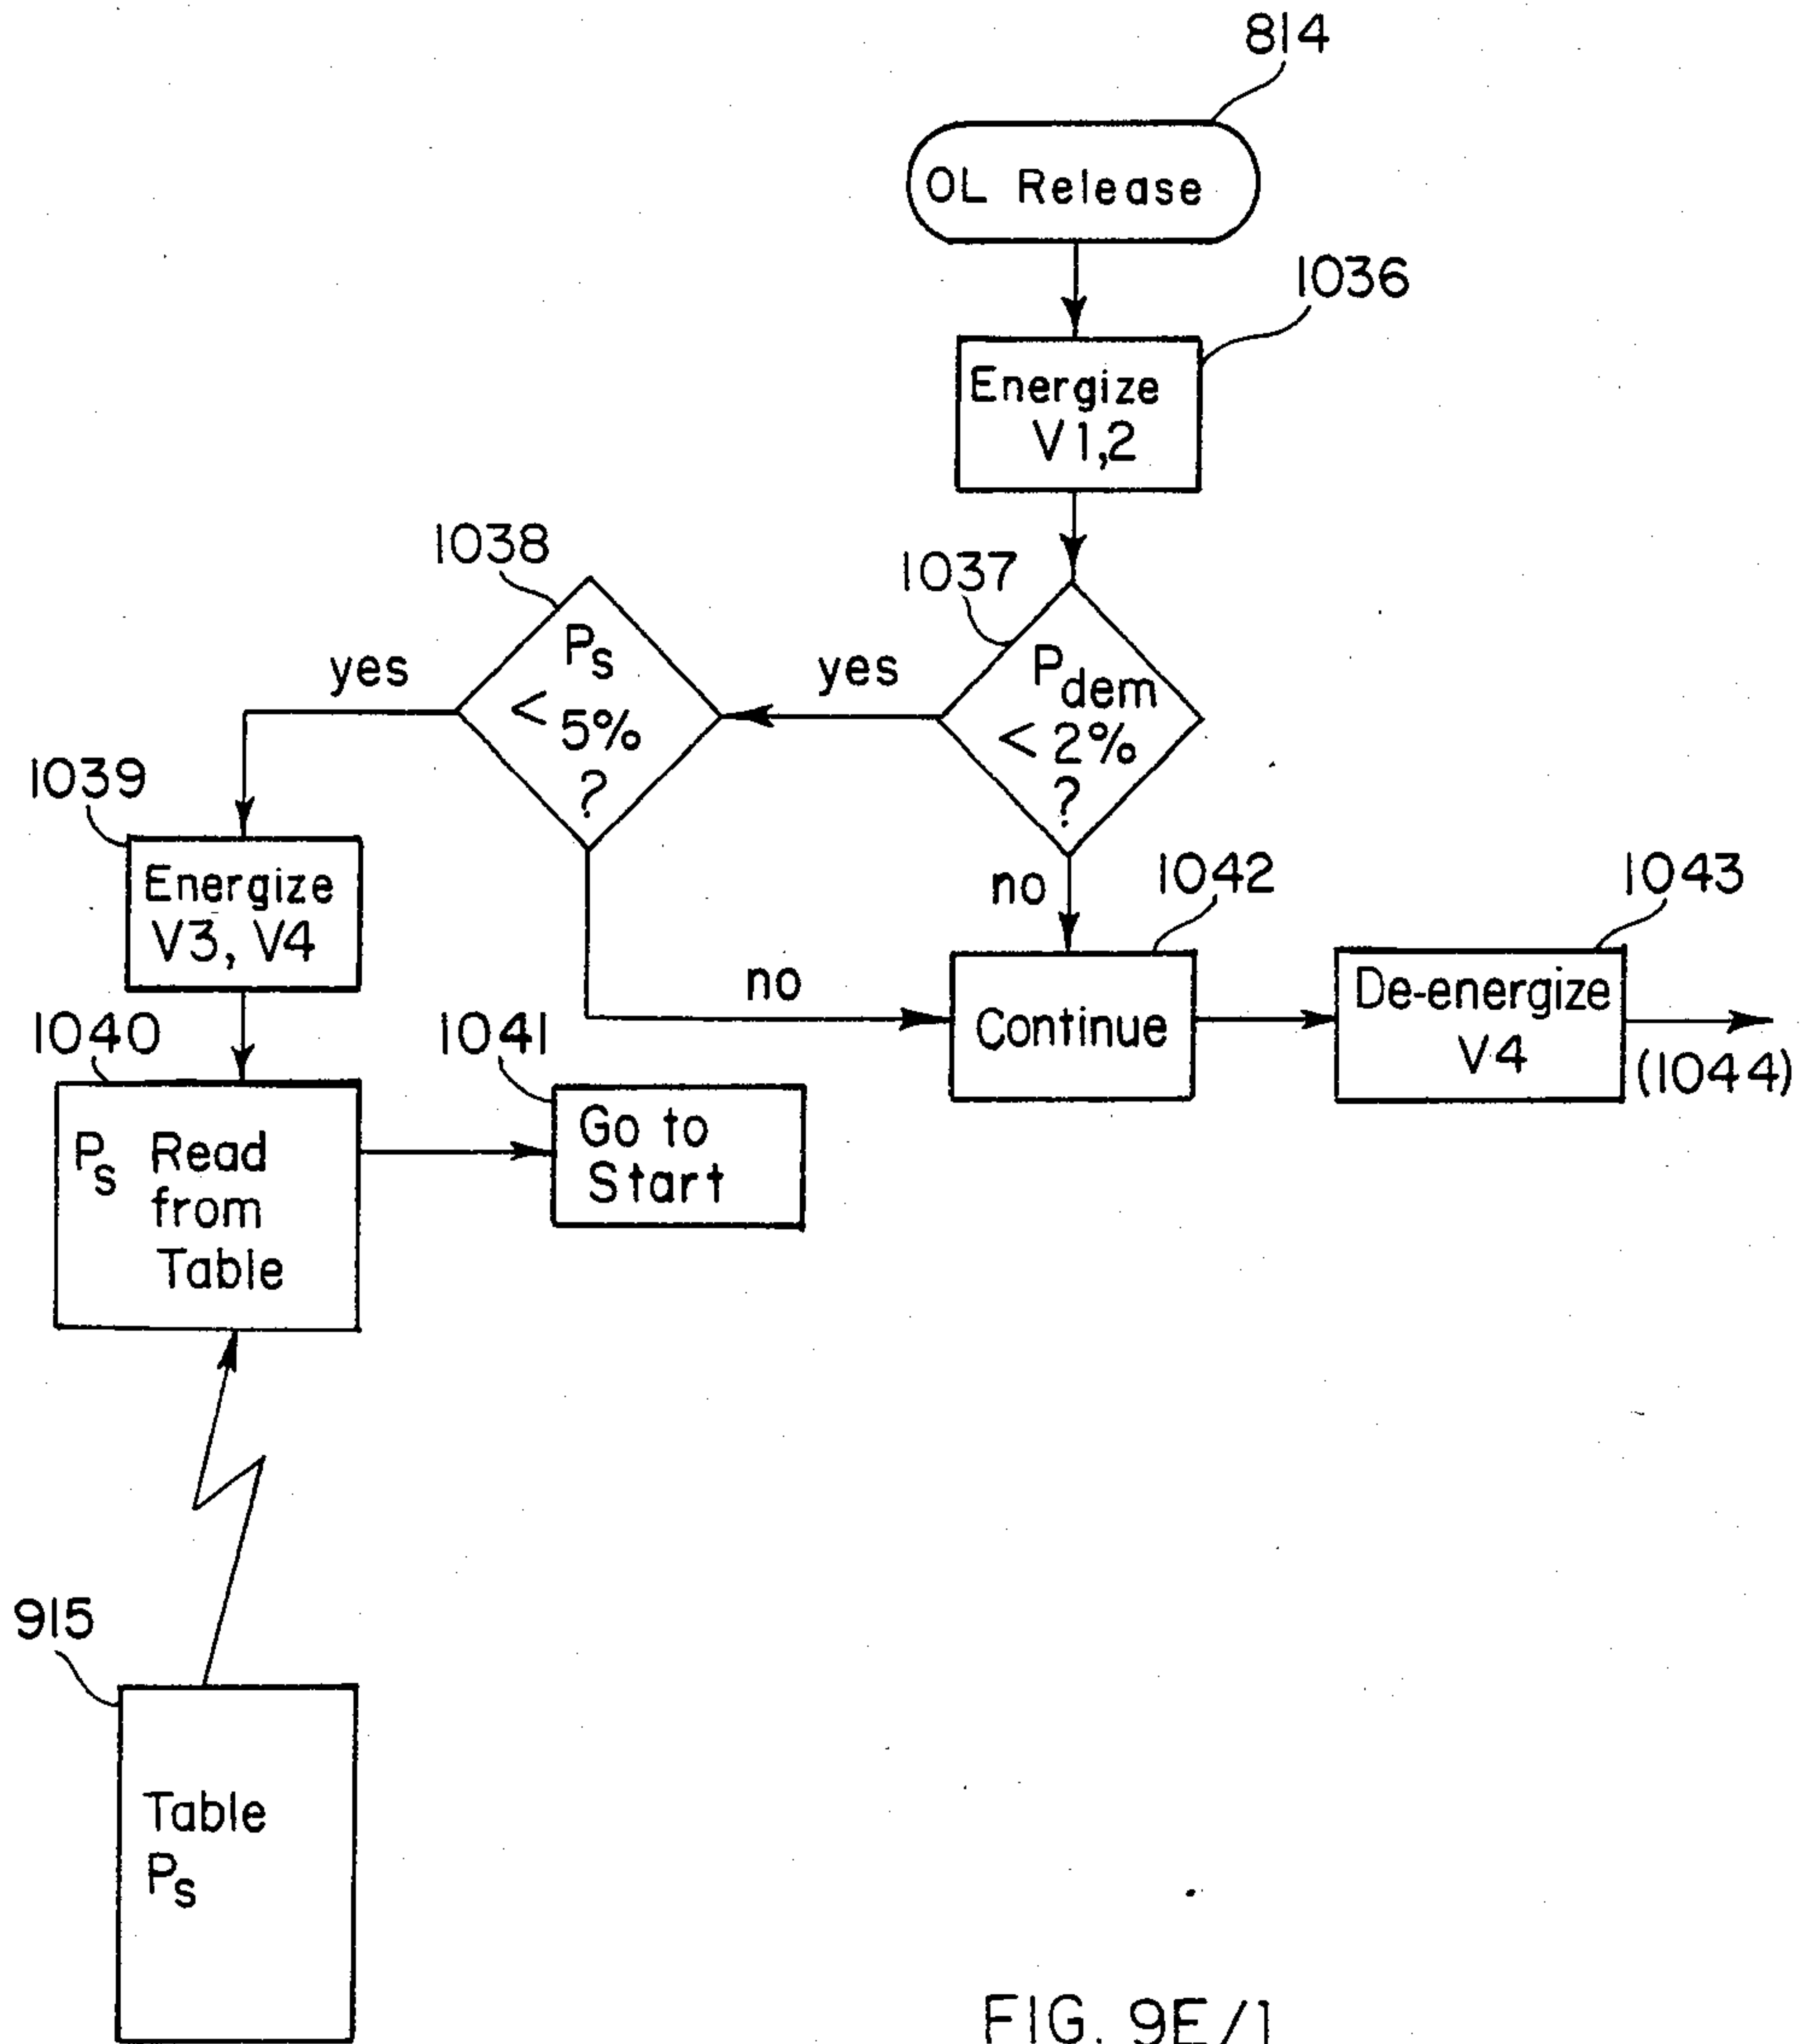 814
OL Release
1036
Energize
V1,2
1038
1037
Ps
< 5%
?
yes
yes
Pdem
< 2%
?
1039
Energize
V3, V4
no
1042
1043
no
Continue
De-energize
V4
(1044)
1040
1041
Ps Read
from
Table
Go to
Start
915
Table
Ps
FIG. 9E/1